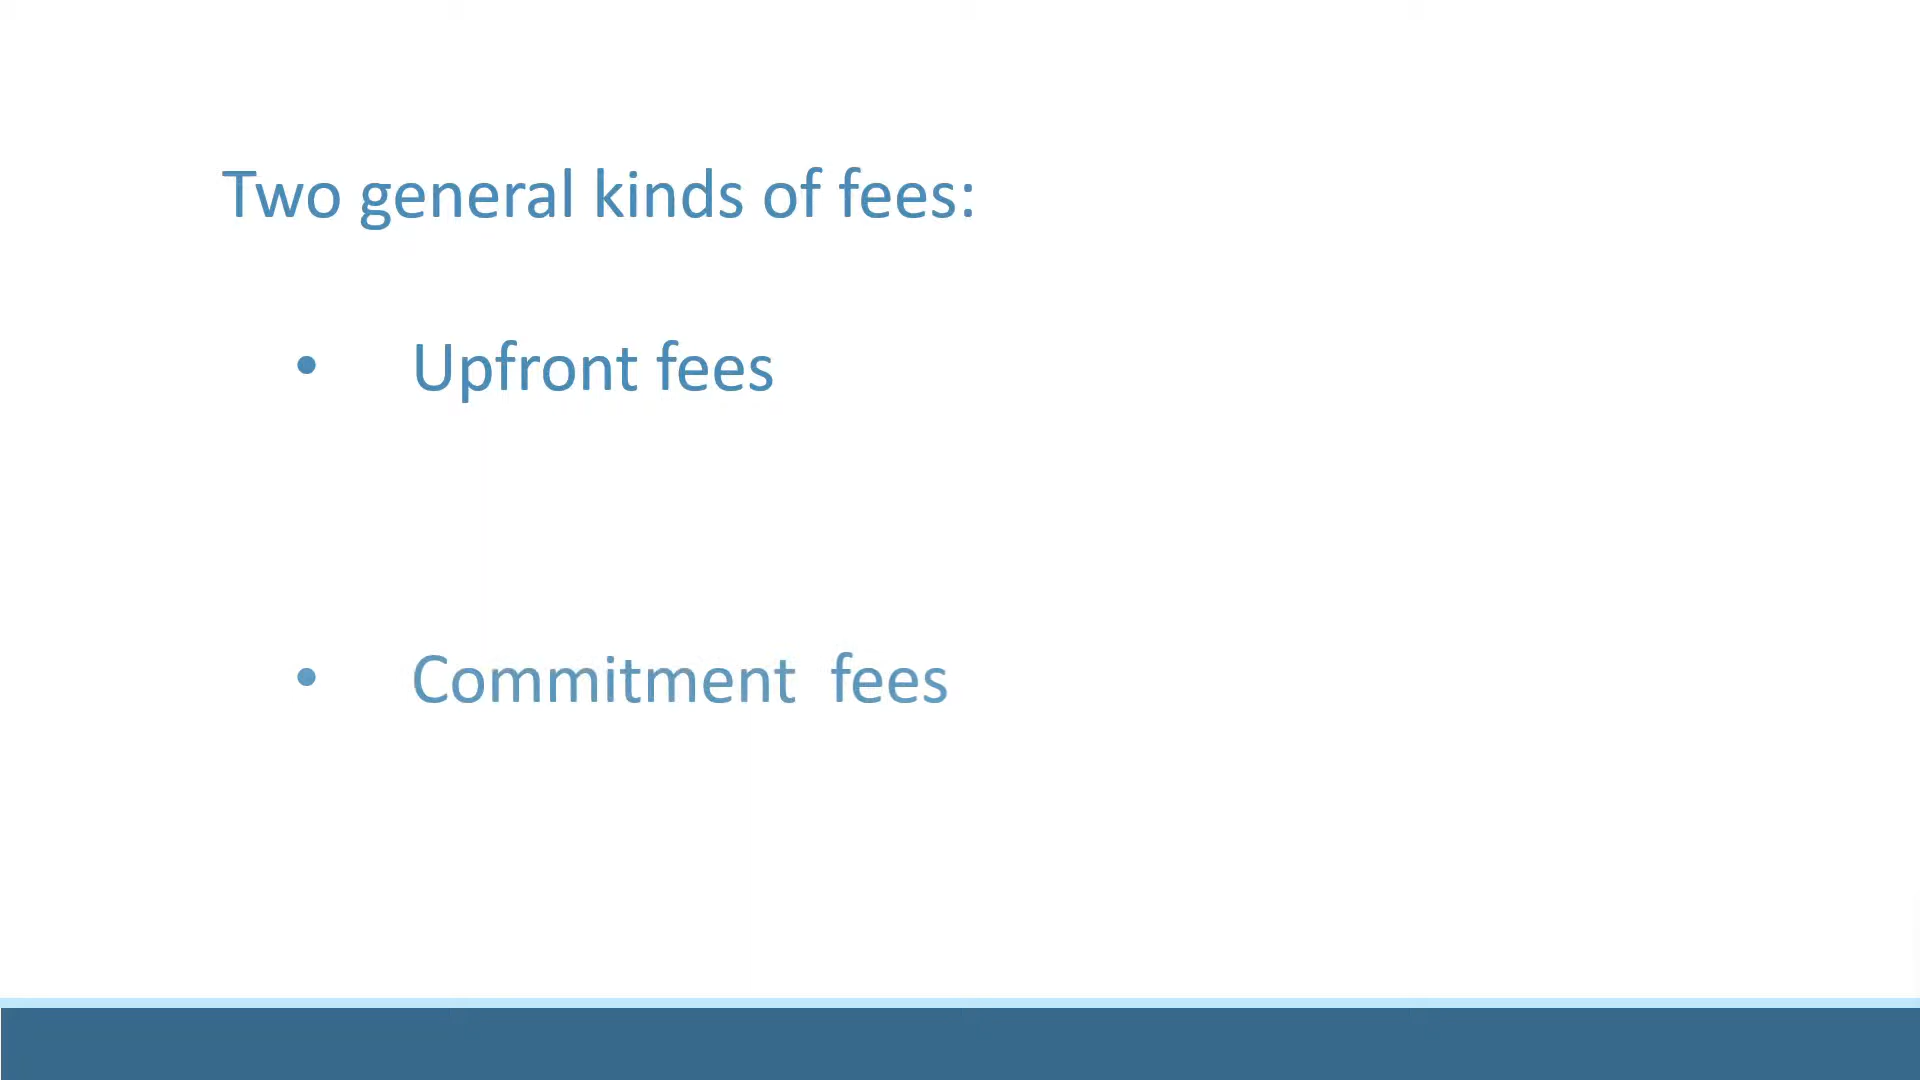 Two general kinds of fees:
• Upfront fees
• Commitment  fees